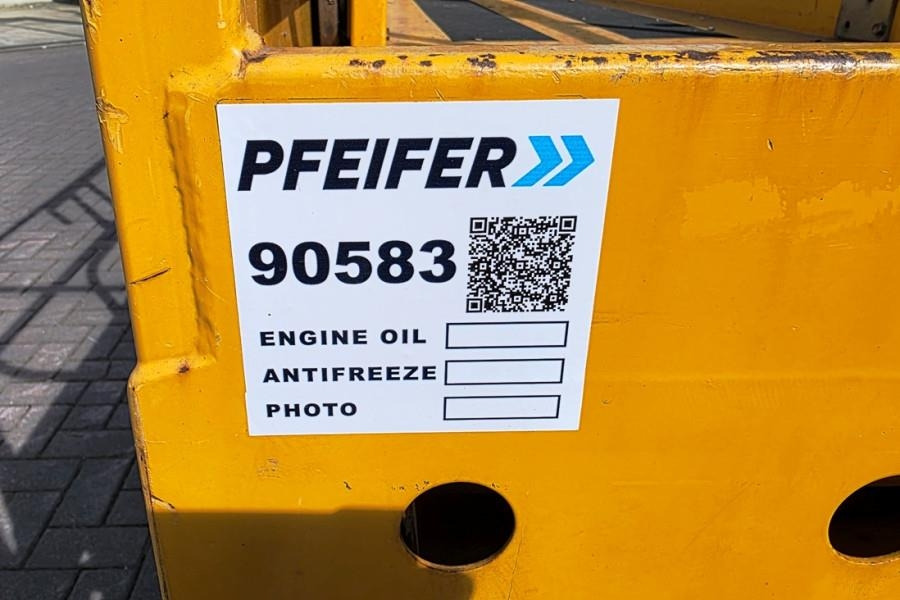 PFEIFER
90583
ENGINE OIL
ANTIFREEZE
PHOTO